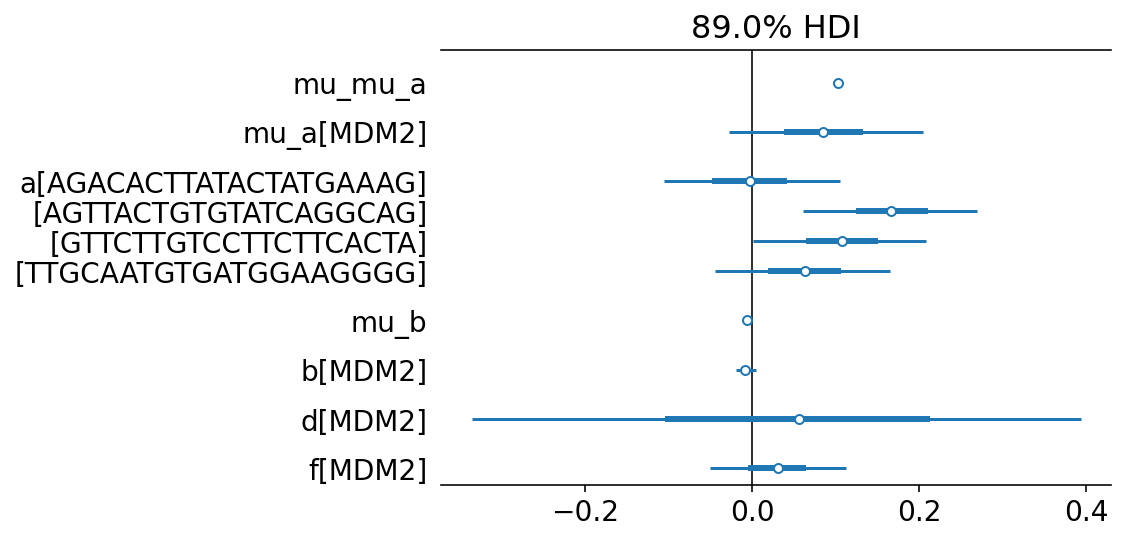 89.0% HDI
mu_mu_a
mu_a[MDM2]
a[AGACACTTATACTATGAAAG]
[AGTTACTGTGTATCAGGCAG]
[GTTCTTGTCCTTCTTCACTA]
[TTGCAATGTGATGGAAGGGG]
mu_b
b[MDM2]
d[MDM2]
f[MDM2]
−0.2 0.0 0.2 0.4